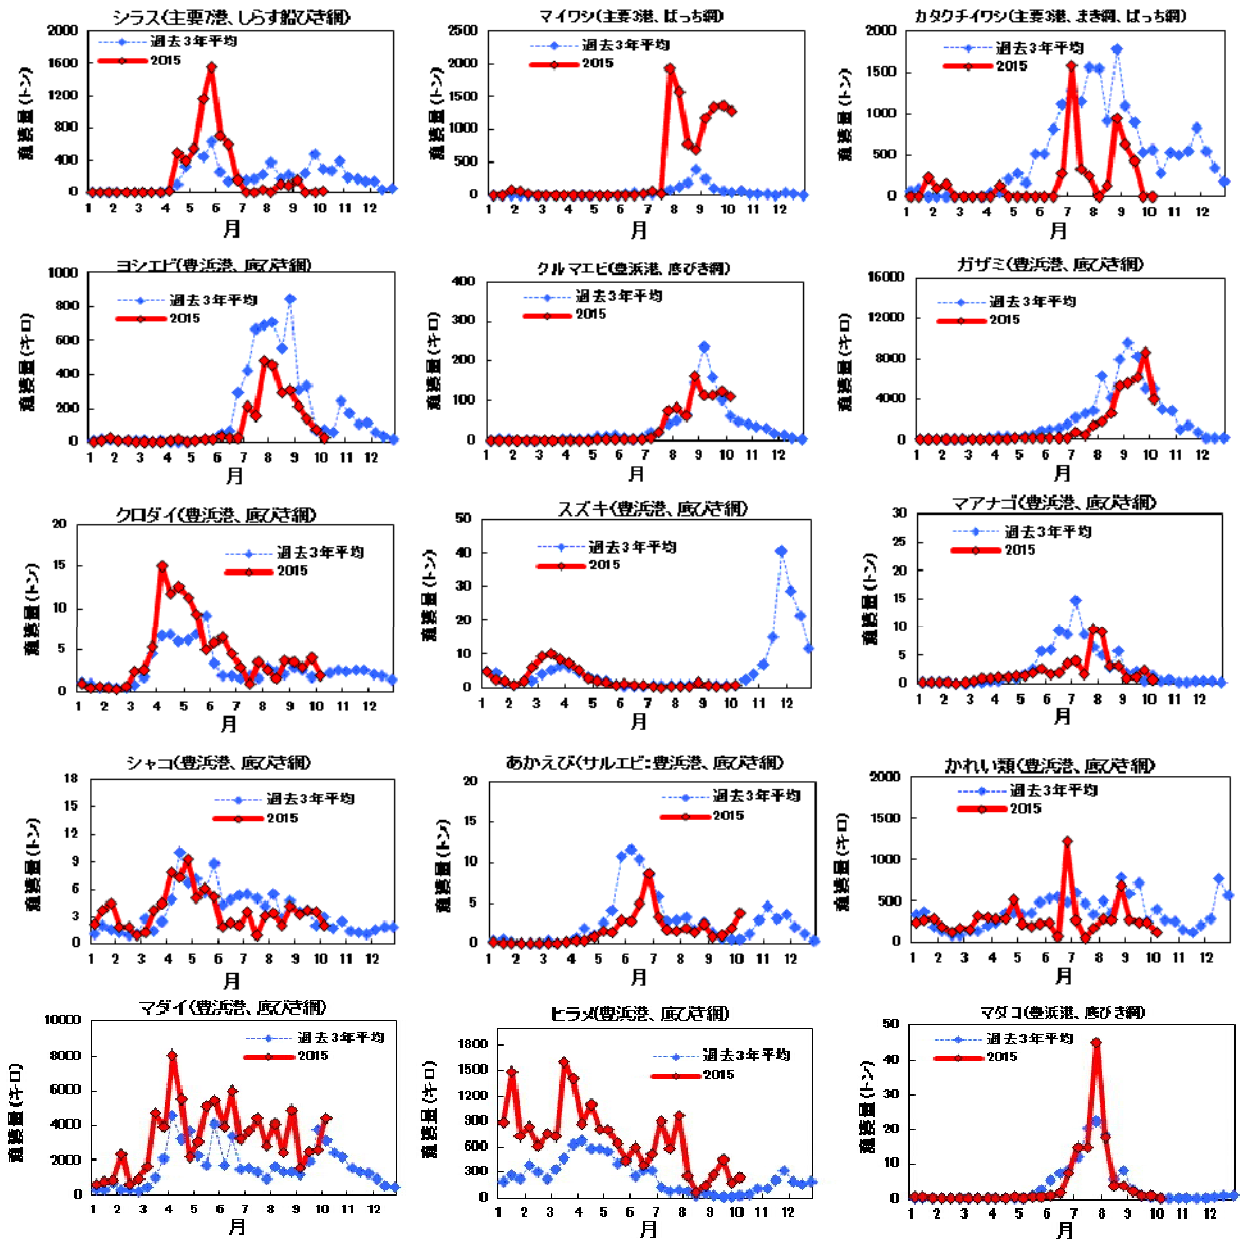 シラス(主要7港、しらす船びき網)
2000
1600
1200
800
400
0
漁獲量(トン)
過去3年平均
2015
1 2 3 4 5 6 7 8 9 10 11 12
月
マイワシ(主要3港、ぱっち網)
2500
2000
1500
1000
500
0
漁獲量(トン)
過去3年平均
2015
1 2 3 4 5 6 7 8 9 10 11 12
月
カタクチイワシ(主要3港、まき網、ぱっち網)
2000
1500
1000
500
0
漁獲量(トン)
過去3年平均
2015
1 2 3 4 5 6 7 8 9 10 11 12
月
ヨシエビ(豊浜港、底びき網)
1000
800
600
400
200
0
漁獲量(キロ)
過去3年平均
2015
1 2 3 4 5 6 7 8 9 10 11 12
月
クルマエビ(豊浜港、底びき網)
400
300
200
100
0
漁獲量(キロ)
過去3年平均
2015
1 2 3 4 5 6 7 8 9 10 11 12
月
ガザミ(豊浜港、底びき網)
16000
12000
8000
4000
0
漁獲量(キロ)
過去3年平均
2015
1 2 3 4 5 6 7 8 9 10 11 12
月
クロダイ(豊浜港、底びき網)
20
15
10
5
0
漁獲量(トン)
過去3年平均
2015
1 2 3 4 5 6 7 8 9 10 11 12
月
スズキ(豊浜港、底びき網)
50
40
30
20
10
0
漁獲量(トン)
過去3年平均
2015
1 2 3 4 5 6 7 8 9 10 11 12
月
マアナゴ(豊浜港、底びき網)
30
25
20
15
10
5
0
漁獲量(トン)
過去3年平均
2015
1 2 3 4 5 6 7 8 9 10 11 12
月
シャコ(豊浜港、底びき網)
18
15
12
9
6
3
0
漁獲量(トン)
過去3年平均
2015
1 2 3 4 5 6 7 8 9 10 11 12
月
あかえび(サルエビ:豊浜港、底びき網)
20
15
10
5
0
漁獲量(トン)
過去3年平均
2015
1 2 3 4 5 6 7 8 9 10 11 12
月
かれい類(豊浜港、底びき網)
2000
1500
1000
500
0
漁獲量(キロ)
過去3年平均
2015
1 2 3 4 5 6 7 8 9 10 11 12
月
マダイ(豊浜港、底びき網)
10000
8000
6000
4000
2000
0
漁獲量(キロ)
過去3年平均
2015
1 2 3 4 5 6 7 8 9 10 11 12
月
ヒラメ(豊浜港、底びき網)
1800
1500
1200
900
600
300
0
漁獲量(キロ)
過去3年平均
2015
1 2 3 4 5 6 7 8 9 10 11 12
月
マダコ(豊浜港、底びき網)
50
40
30
20
10
0
漁獲量(トン)
過去3年平均
2015
1 2 3 4 5 6 7 8 9 10 11 12
月